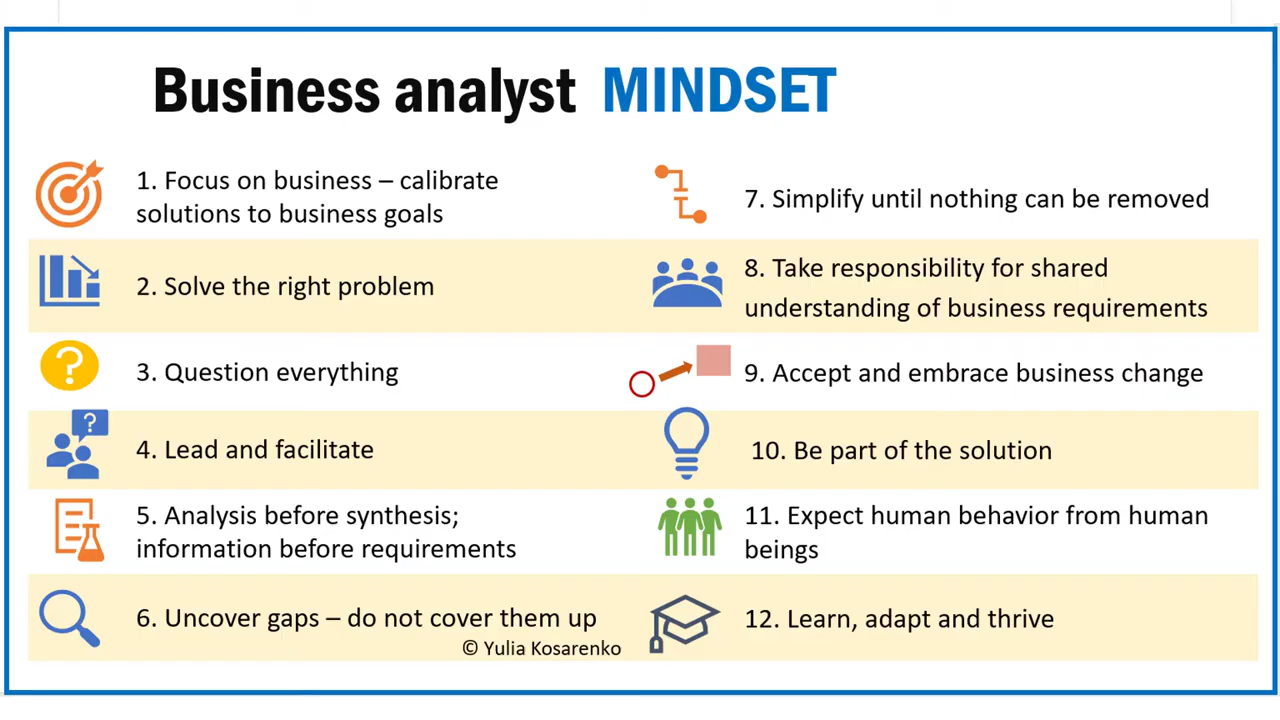 Business analyst MINDSET
1. Focus on business – calibrate
solutions to business goals
2. Solve the right problem
?
3. Question everything
?
4. Lead and facilitate
5. Analysis before synthesis;
information before requirements
6. Uncover gaps – do not cover them up
© Yulia Kosarenko
7. Simplify until nothing can be removed
8. Take responsibility for shared
understanding of business requirements
9. Accept and embrace business change
10. Be part of the solution
11. Expect human behavior from human
beings
12. Learn, adapt and thrive